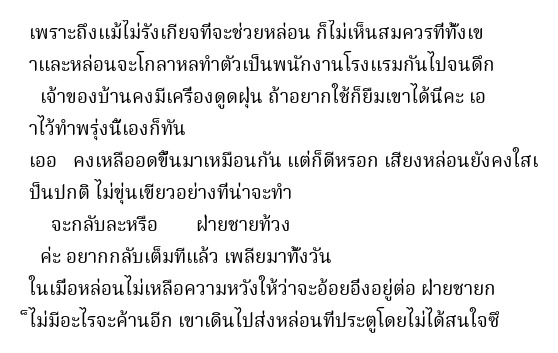 เพราะถึงแม้ไม่รังเกียจที่จะช่วยหล่อน ก็ไม่เห็นสมควรที่ทั้งเข
าและหล่อนจะโกลาหลทำตัวเป็นพนักงานโรงแรมกันไปจนดึก
เจ้าของบ้านคงมีเครื่องดูดฝุ่น ถ้าอยากใช้ก็ยืมเขาได้นี่คะ เอ
าไว้ทำพรุ่งนี้เองก็ทัน
เออ คงเหลืออดขึ้นมาเหมือนกัน แต่ก็ดีหรอก เสียงหล่อนยังคงใสเ
ป็นปกติ ไม่ขุ่นเขียวอย่างที่น่าจะทำ
จะกลับละหรือ ฝ่ายชายท้วง
ค่ะ อยากกลับเต็มทีแล้ว เพลียมาทั้งวัน
ในเมื่อหล่อนไม่เหลือความหวังให้ว่าจะอ้อยอิ่งอยู่ต่อ ฝ่ายชายก
็ไม่มีอะไรจะค้านอีก เขาเดินไปส่งหล่อนที่ประตูโดยไม่ได้สนใจซึ